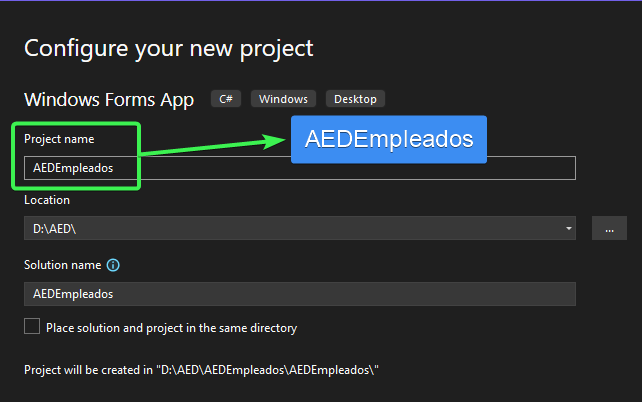 Configure your new project
Windows Forms App C# Windows Desktop
Project name
AEDEmpleados
AEDEmpleados
Location
D:\AED\
...
Solution name
AEDEmpleados
Place solution and project in the same directory
Project will be created in "D:\AED\AEDEmpleados\AEDEmpleados\"